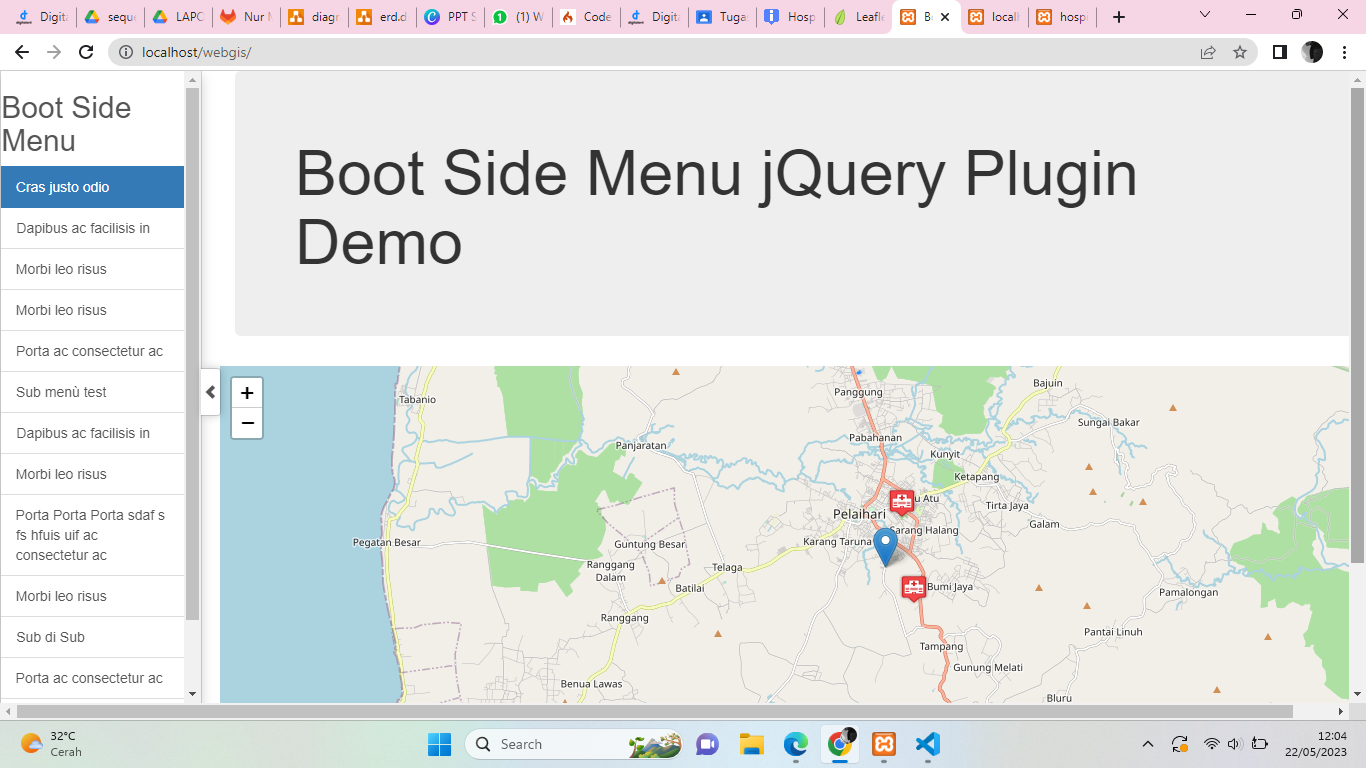 Digita
seque
LAPO
Nur M
diagr
erd.d
PPT S
(1) W
Code
Digita
Tugas
Hosp
Leafle
B
localh
hospi
localhost/webgis/
Boot Side
Menu
Cras justo odio
Dapibus ac facilisis in
Morbi leo risus
Morbi leo risus
Porta ac consectetur ac
Sub menù test
Dapibus ac facilisis in
Morbi leo risus
Porta Porta Porta sdaf s
fs hfuis uif ac
consectetur ac
Morbi leo risus
Sub di Sub
Porta ac consectetur ac
Boot Side Menu jQuery Plugin
Demo
+
−
Tabanio
Panggung
Bajuin
Sungai Bakar
Pabahanan
Panjaratan
Kunyit
Ketapang
u Atu
Tirta Jaya
Pelaihari
Galam
Sarang Halang
Karang Taruna
Pegatan Besar
Guntung Besar
Ranggang
Dalam
Telaga
Batilai
Bumi Jaya
Pamalongan
Ranggang
Pantai Linuh
Tampang
Gunung Melati
Benua Lawas
Bluru
32°C
Cerah
Search
12:04
22/05/2023